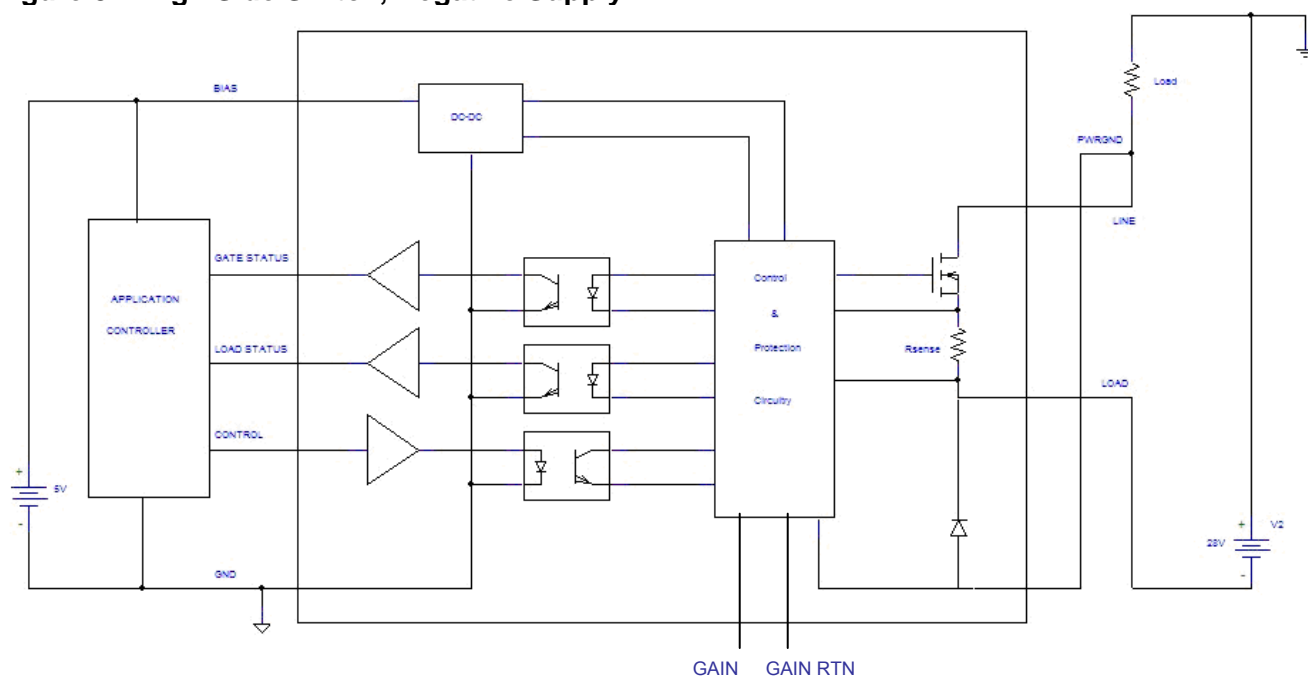 High Side Switch, Negative Supply
BIAS
DC-DC
Load
PWRGND
LINE
GATE STATUS
Control
APPLICATION
CONTROLLER
&
LOAD STATUS
Protection
Rsense
LOAD
Circuitry
CONTROL
+
5V
-
+
V2
28V
-
GND
GAIN
GAIN RTN